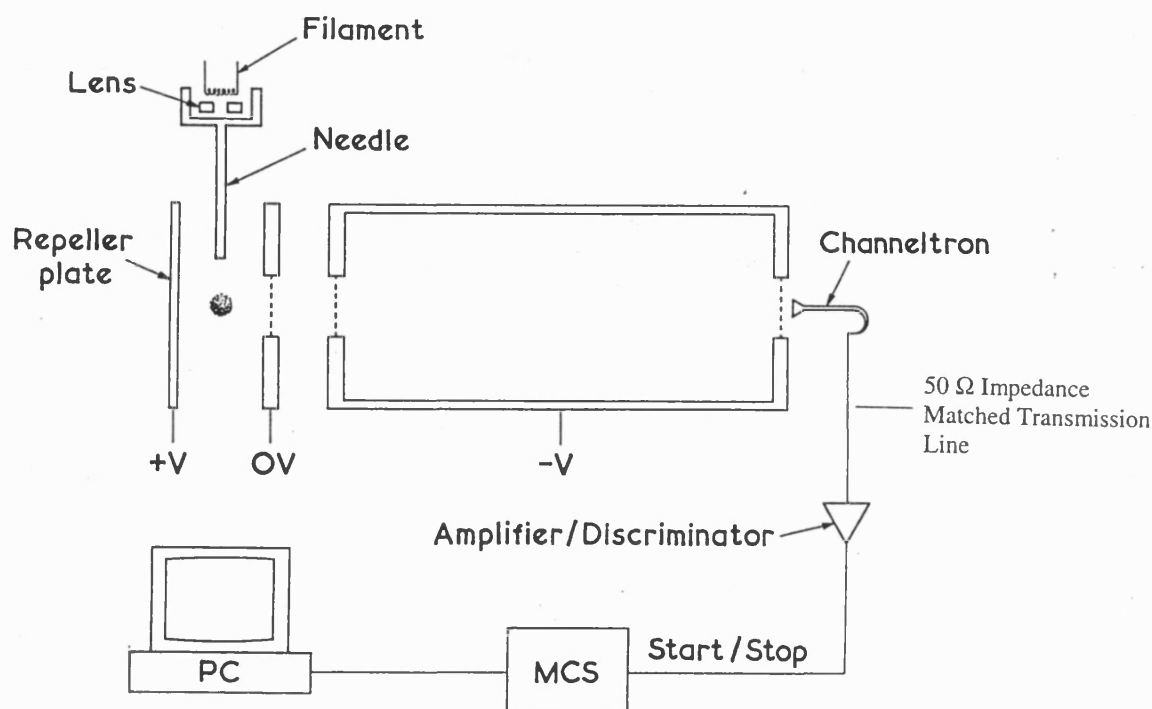 Filament
Lens
Needle
Repeller
plate
Channeltron
50 Ω Impedance
Matched Transmission
Line
+V
OV
-V
Amplifier/Discriminator
Start/Stop
PC
MCS